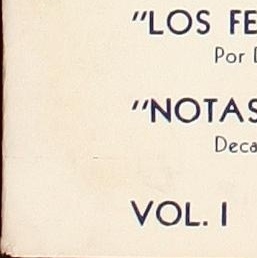 "LOS FE
Por D
"NOTAS
Deca
VOL. I